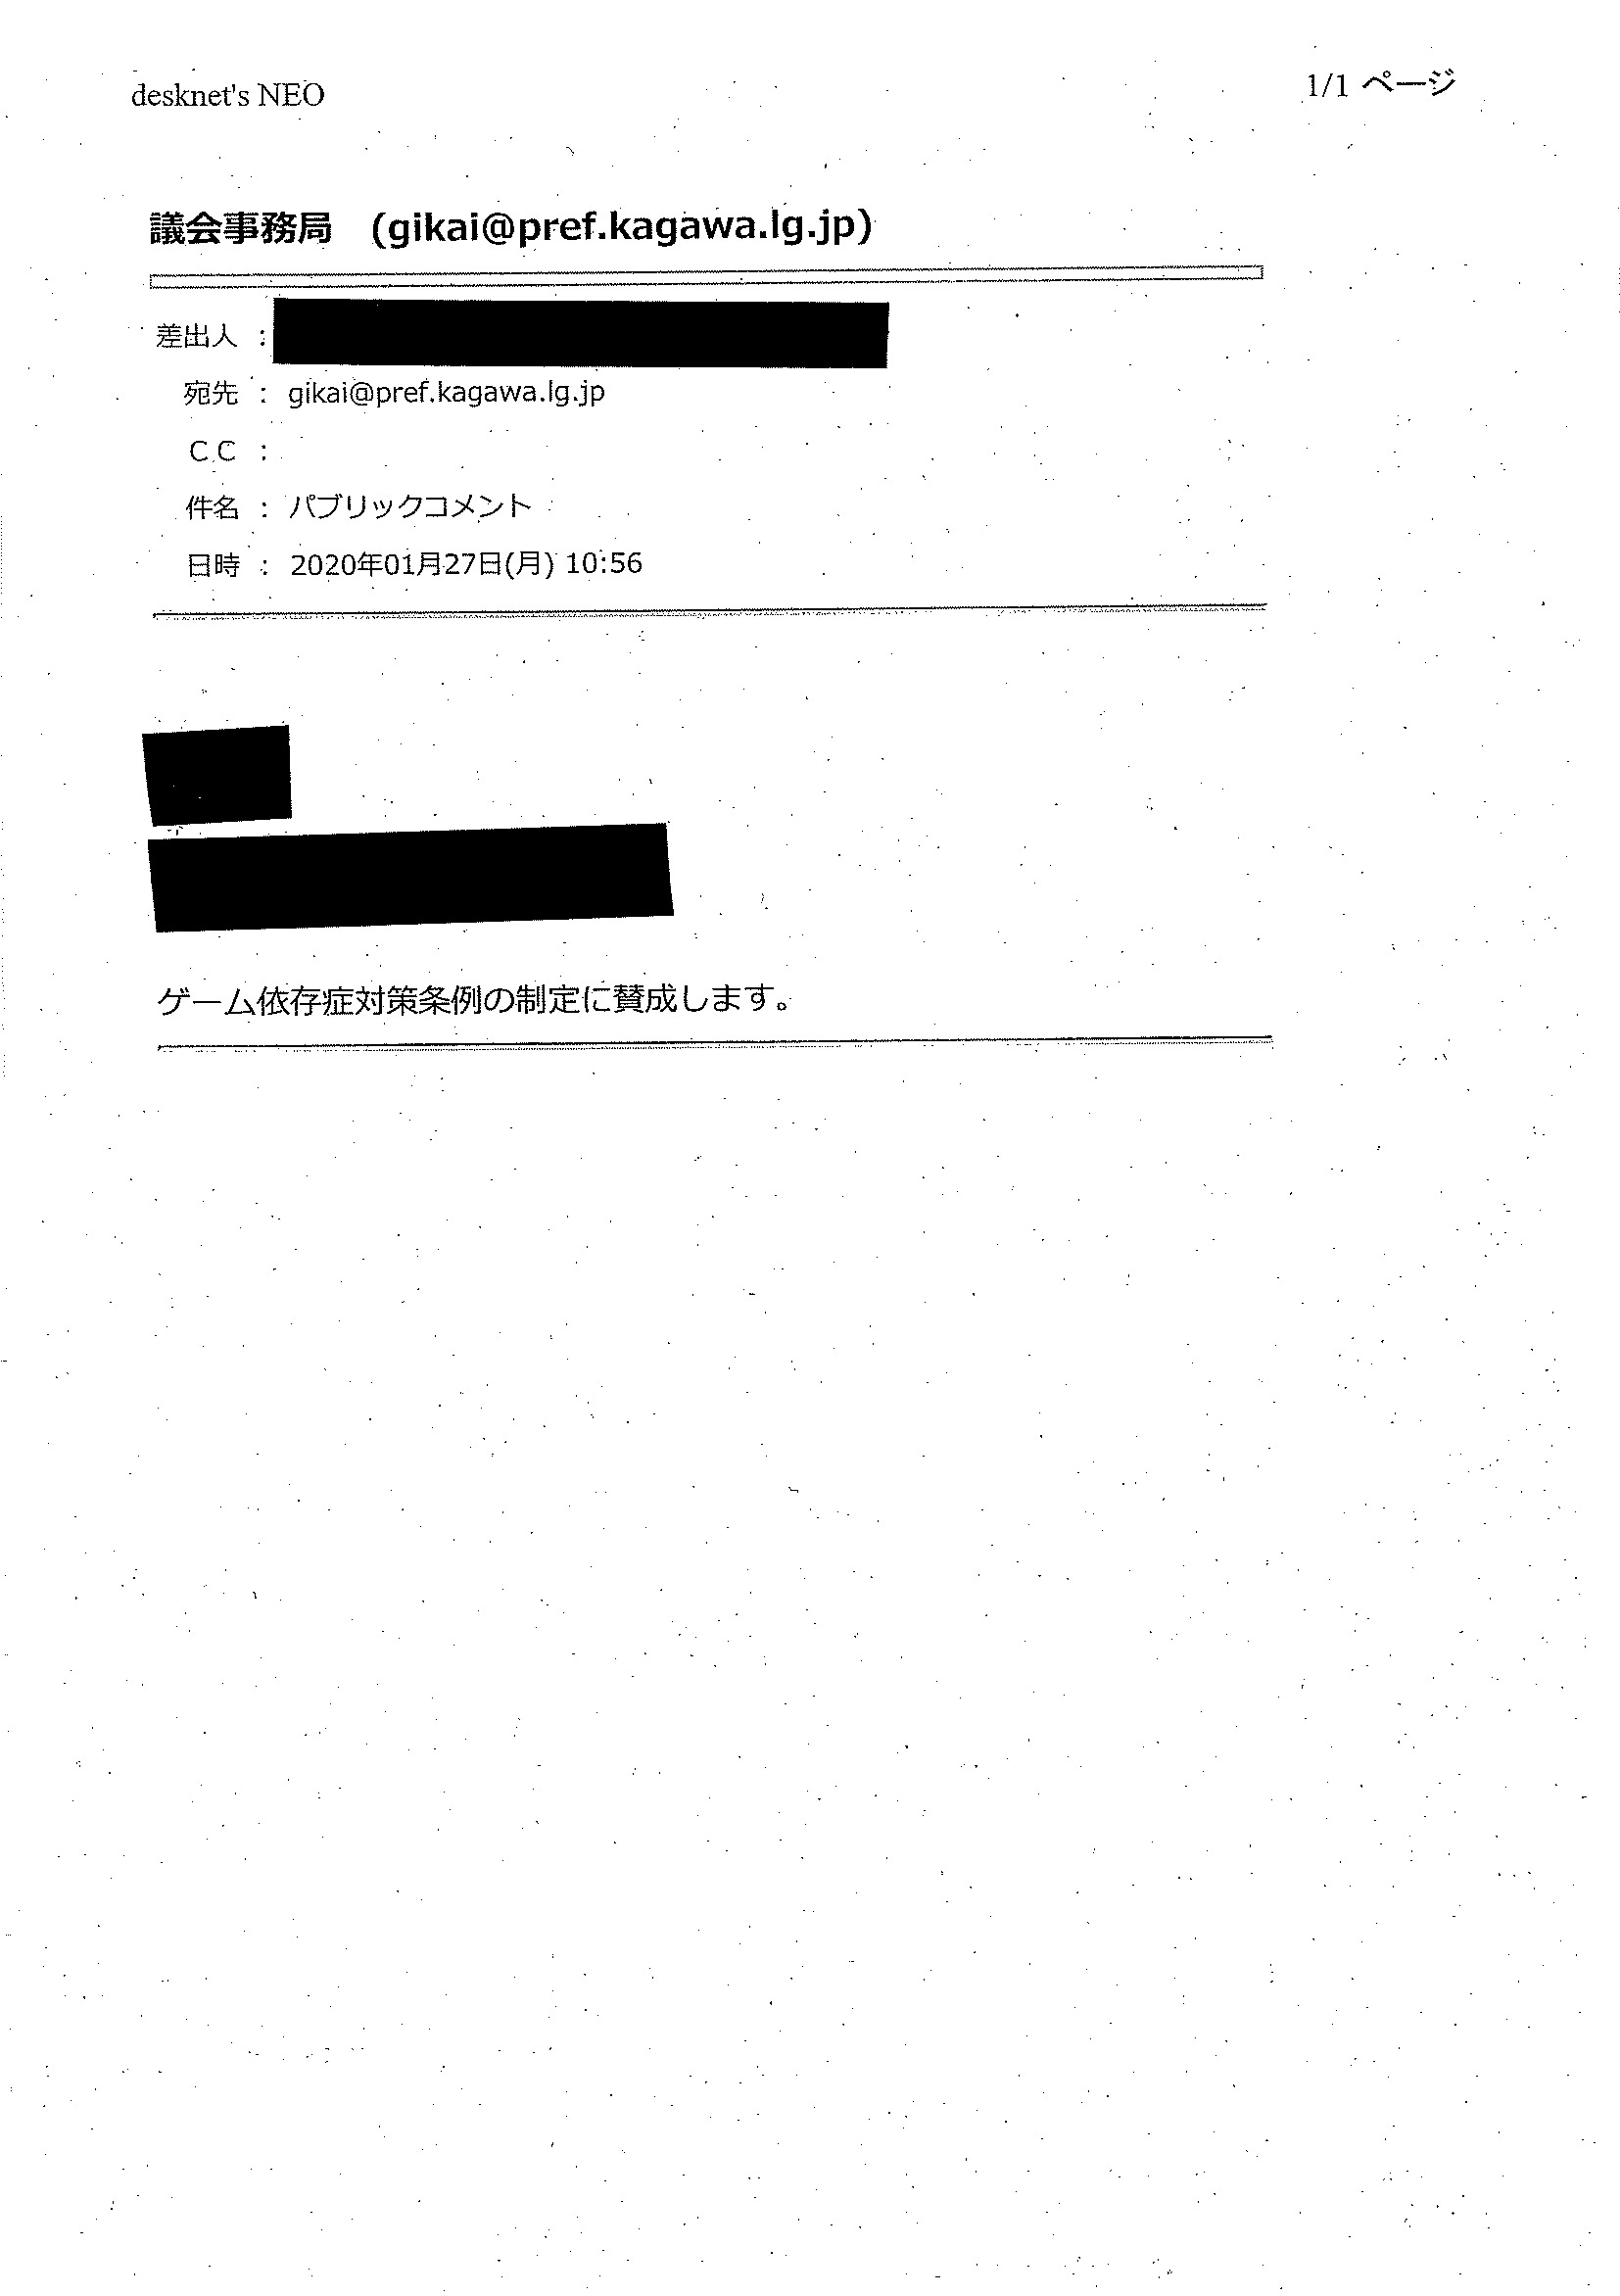 desknet's NEO
1/1 ページ
議会事務局 (gikai@pref.kagawa.lg.jp)
差出人 :
宛先 : gikai@pref.kagawa.lg.jp
CC :
件名 : パブリックコメント
日時 : 2020年01月27日(月) 10:56
ゲーム依存症対策条例の制定に賛成します。